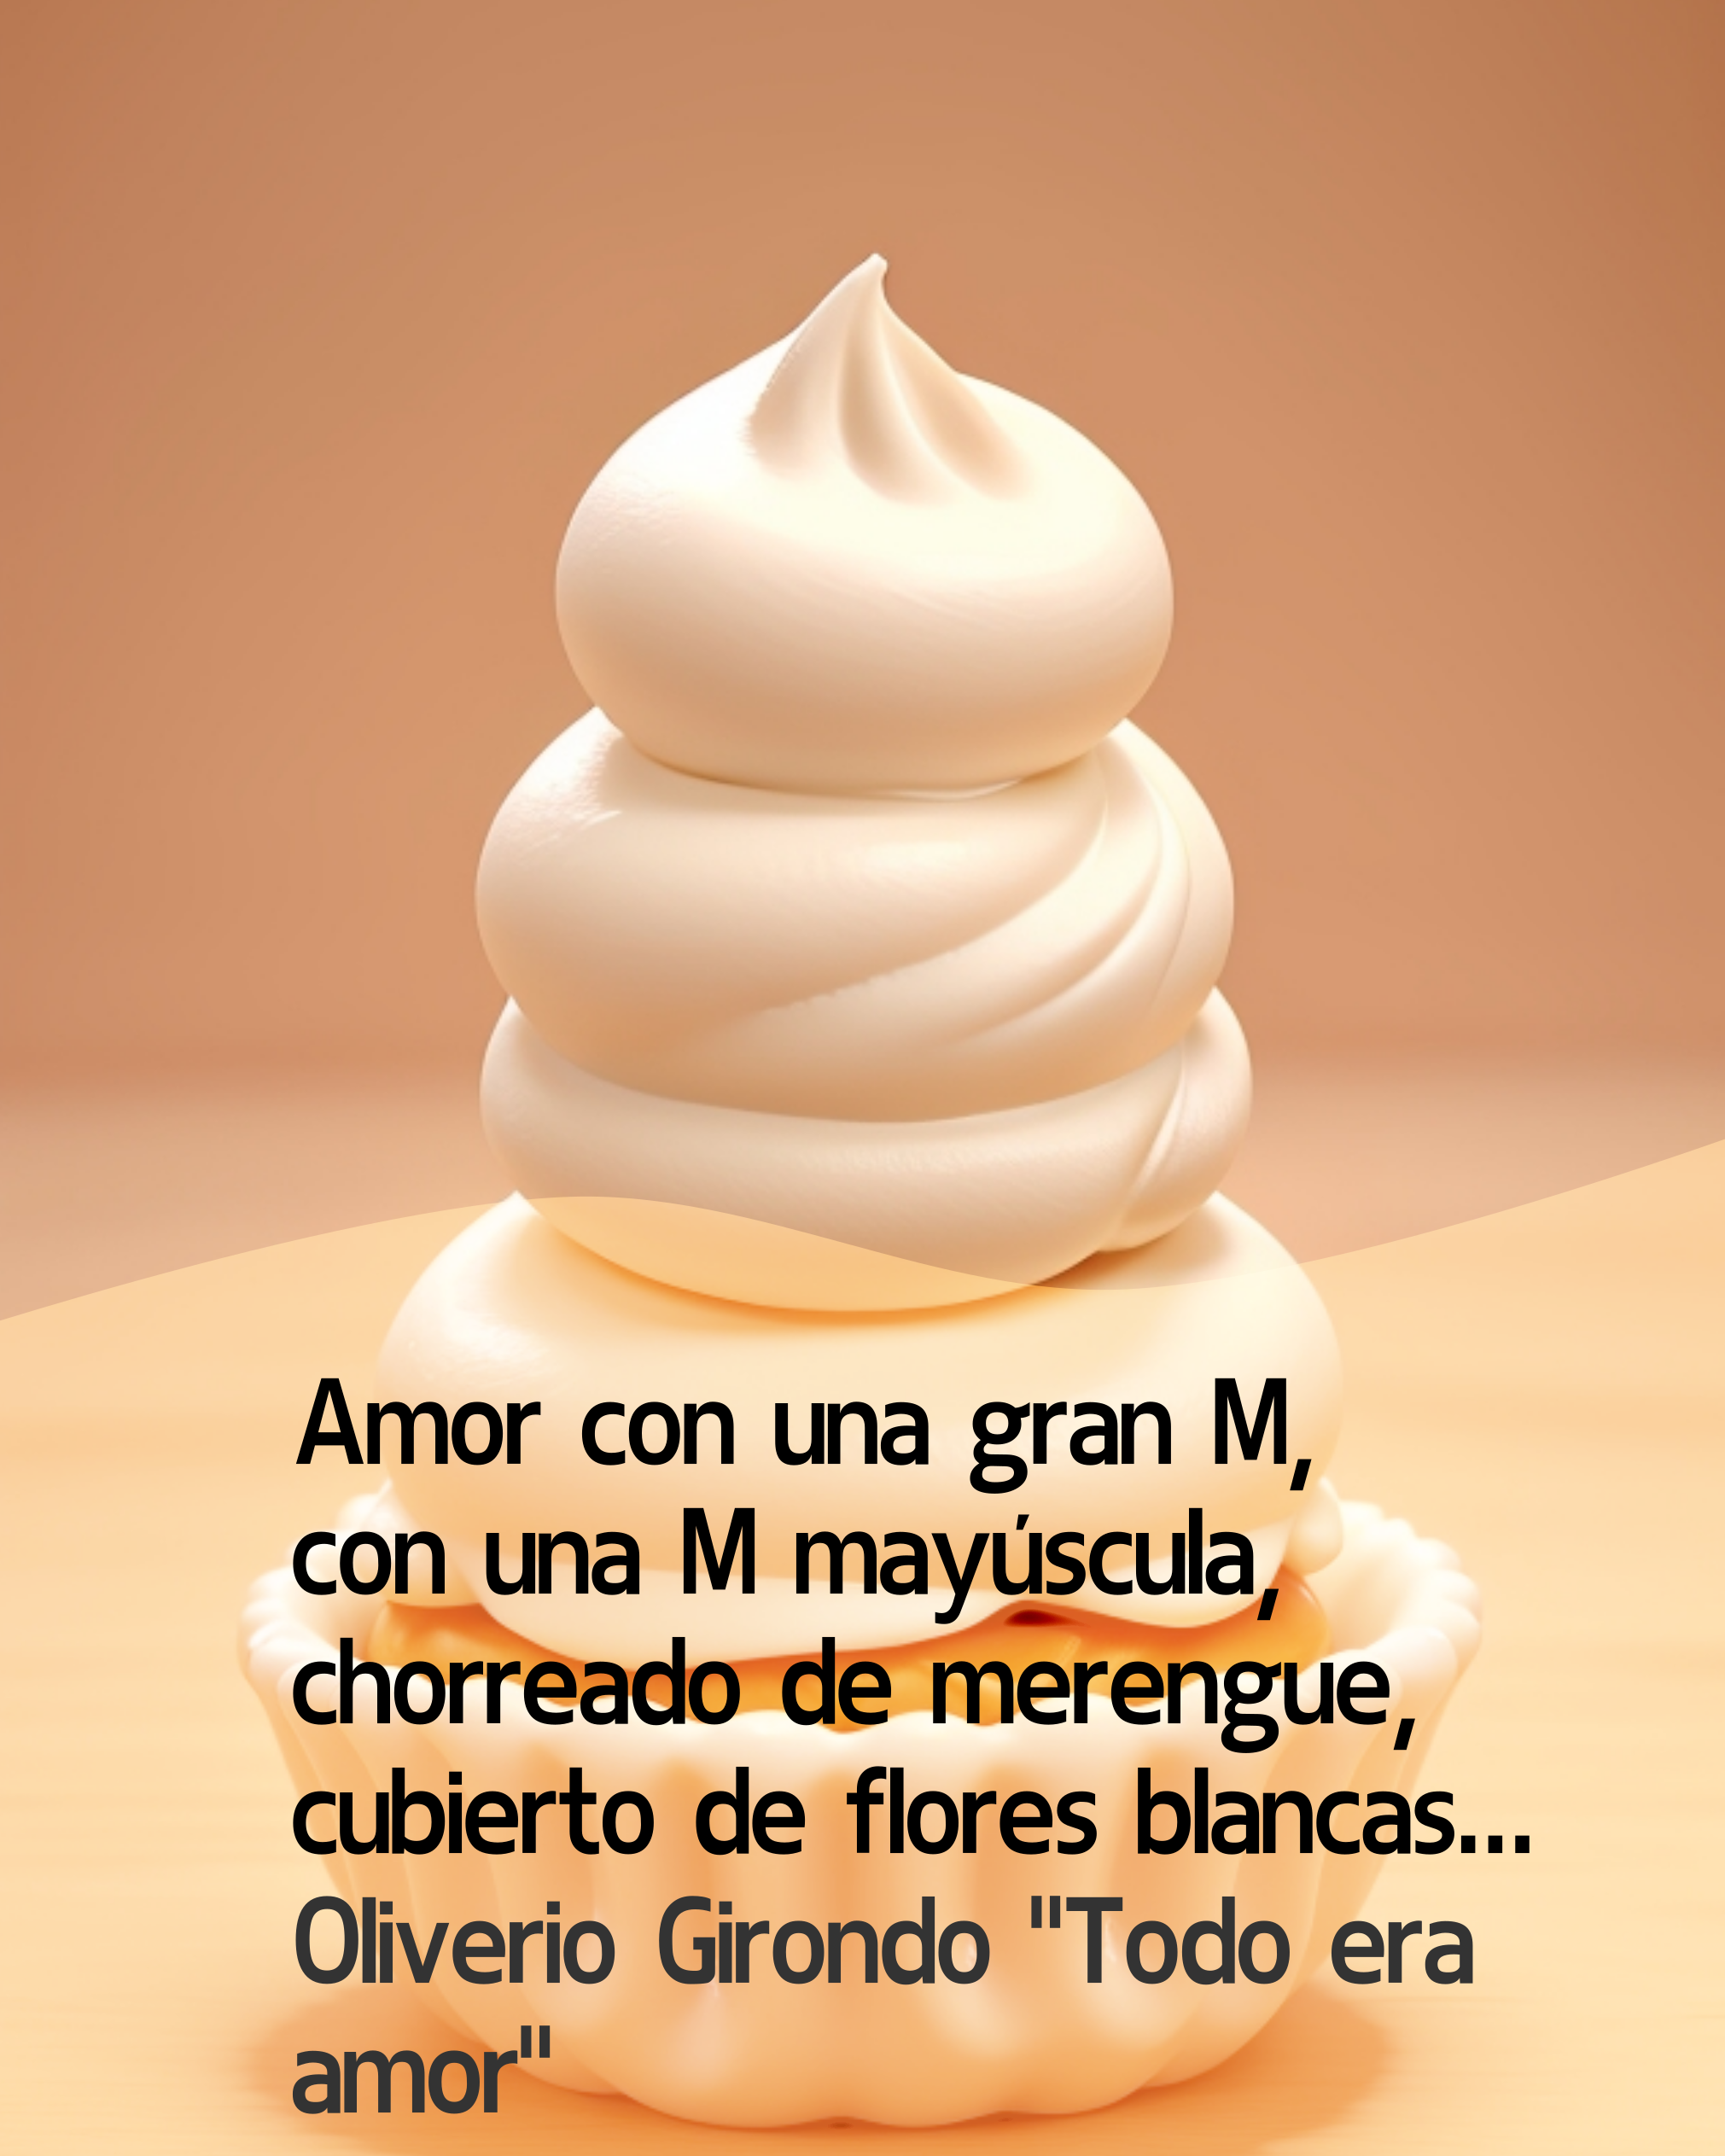 Amor con una gran M,
con una M mayúscula,
chorreado de merengue,
cubierto de flores blancas...
Oliverio Girondo "Todo era
amor"